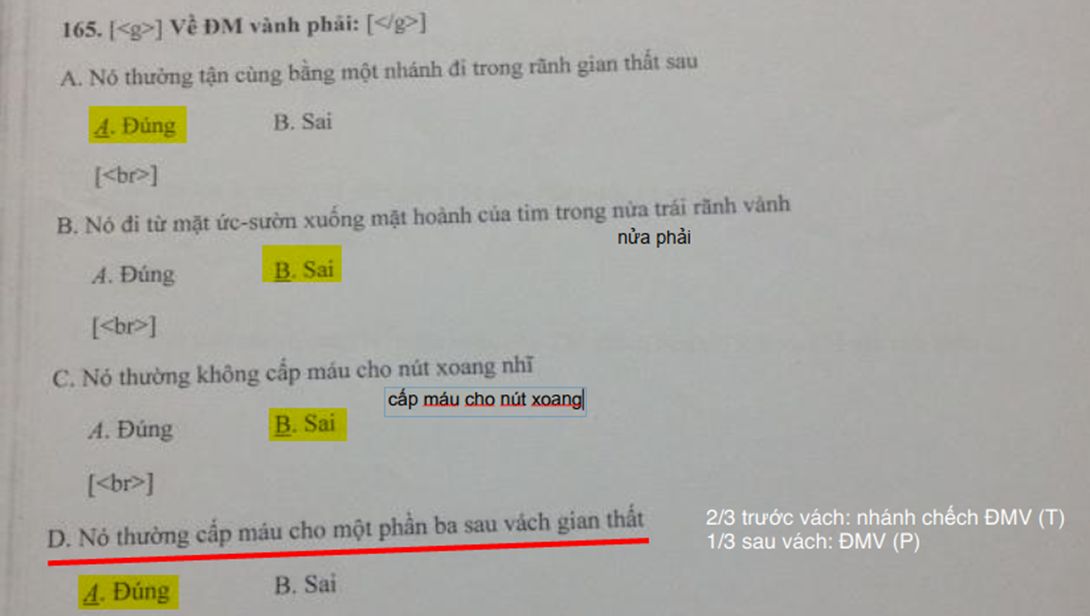 165. [<g>] Về ĐM vành phải: [</g>]
A. Nó thường tận cùng bằng một nhánh đi trong rãnh gian thất sau
A. Đúng B. Sai
[<br>]
B. Nó đi từ mặt ức-sườn xuống mặt hoành của tim trong nửa trái rãnh vành
nửa phải
A. Đúng B. Sai
[<br>]
C. Nó thường không cấp máu cho nút xoang nhĩ
cấp máu cho nút xoang
A. Đúng B. Sai
[<br>]
D. Nó thường cấp máu cho một phần ba sau vách gian thất
2/3 trước vách: nhánh chếch ĐMV (T)
1/3 sau vách: ĐMV (P)
A. Đúng B. Sai